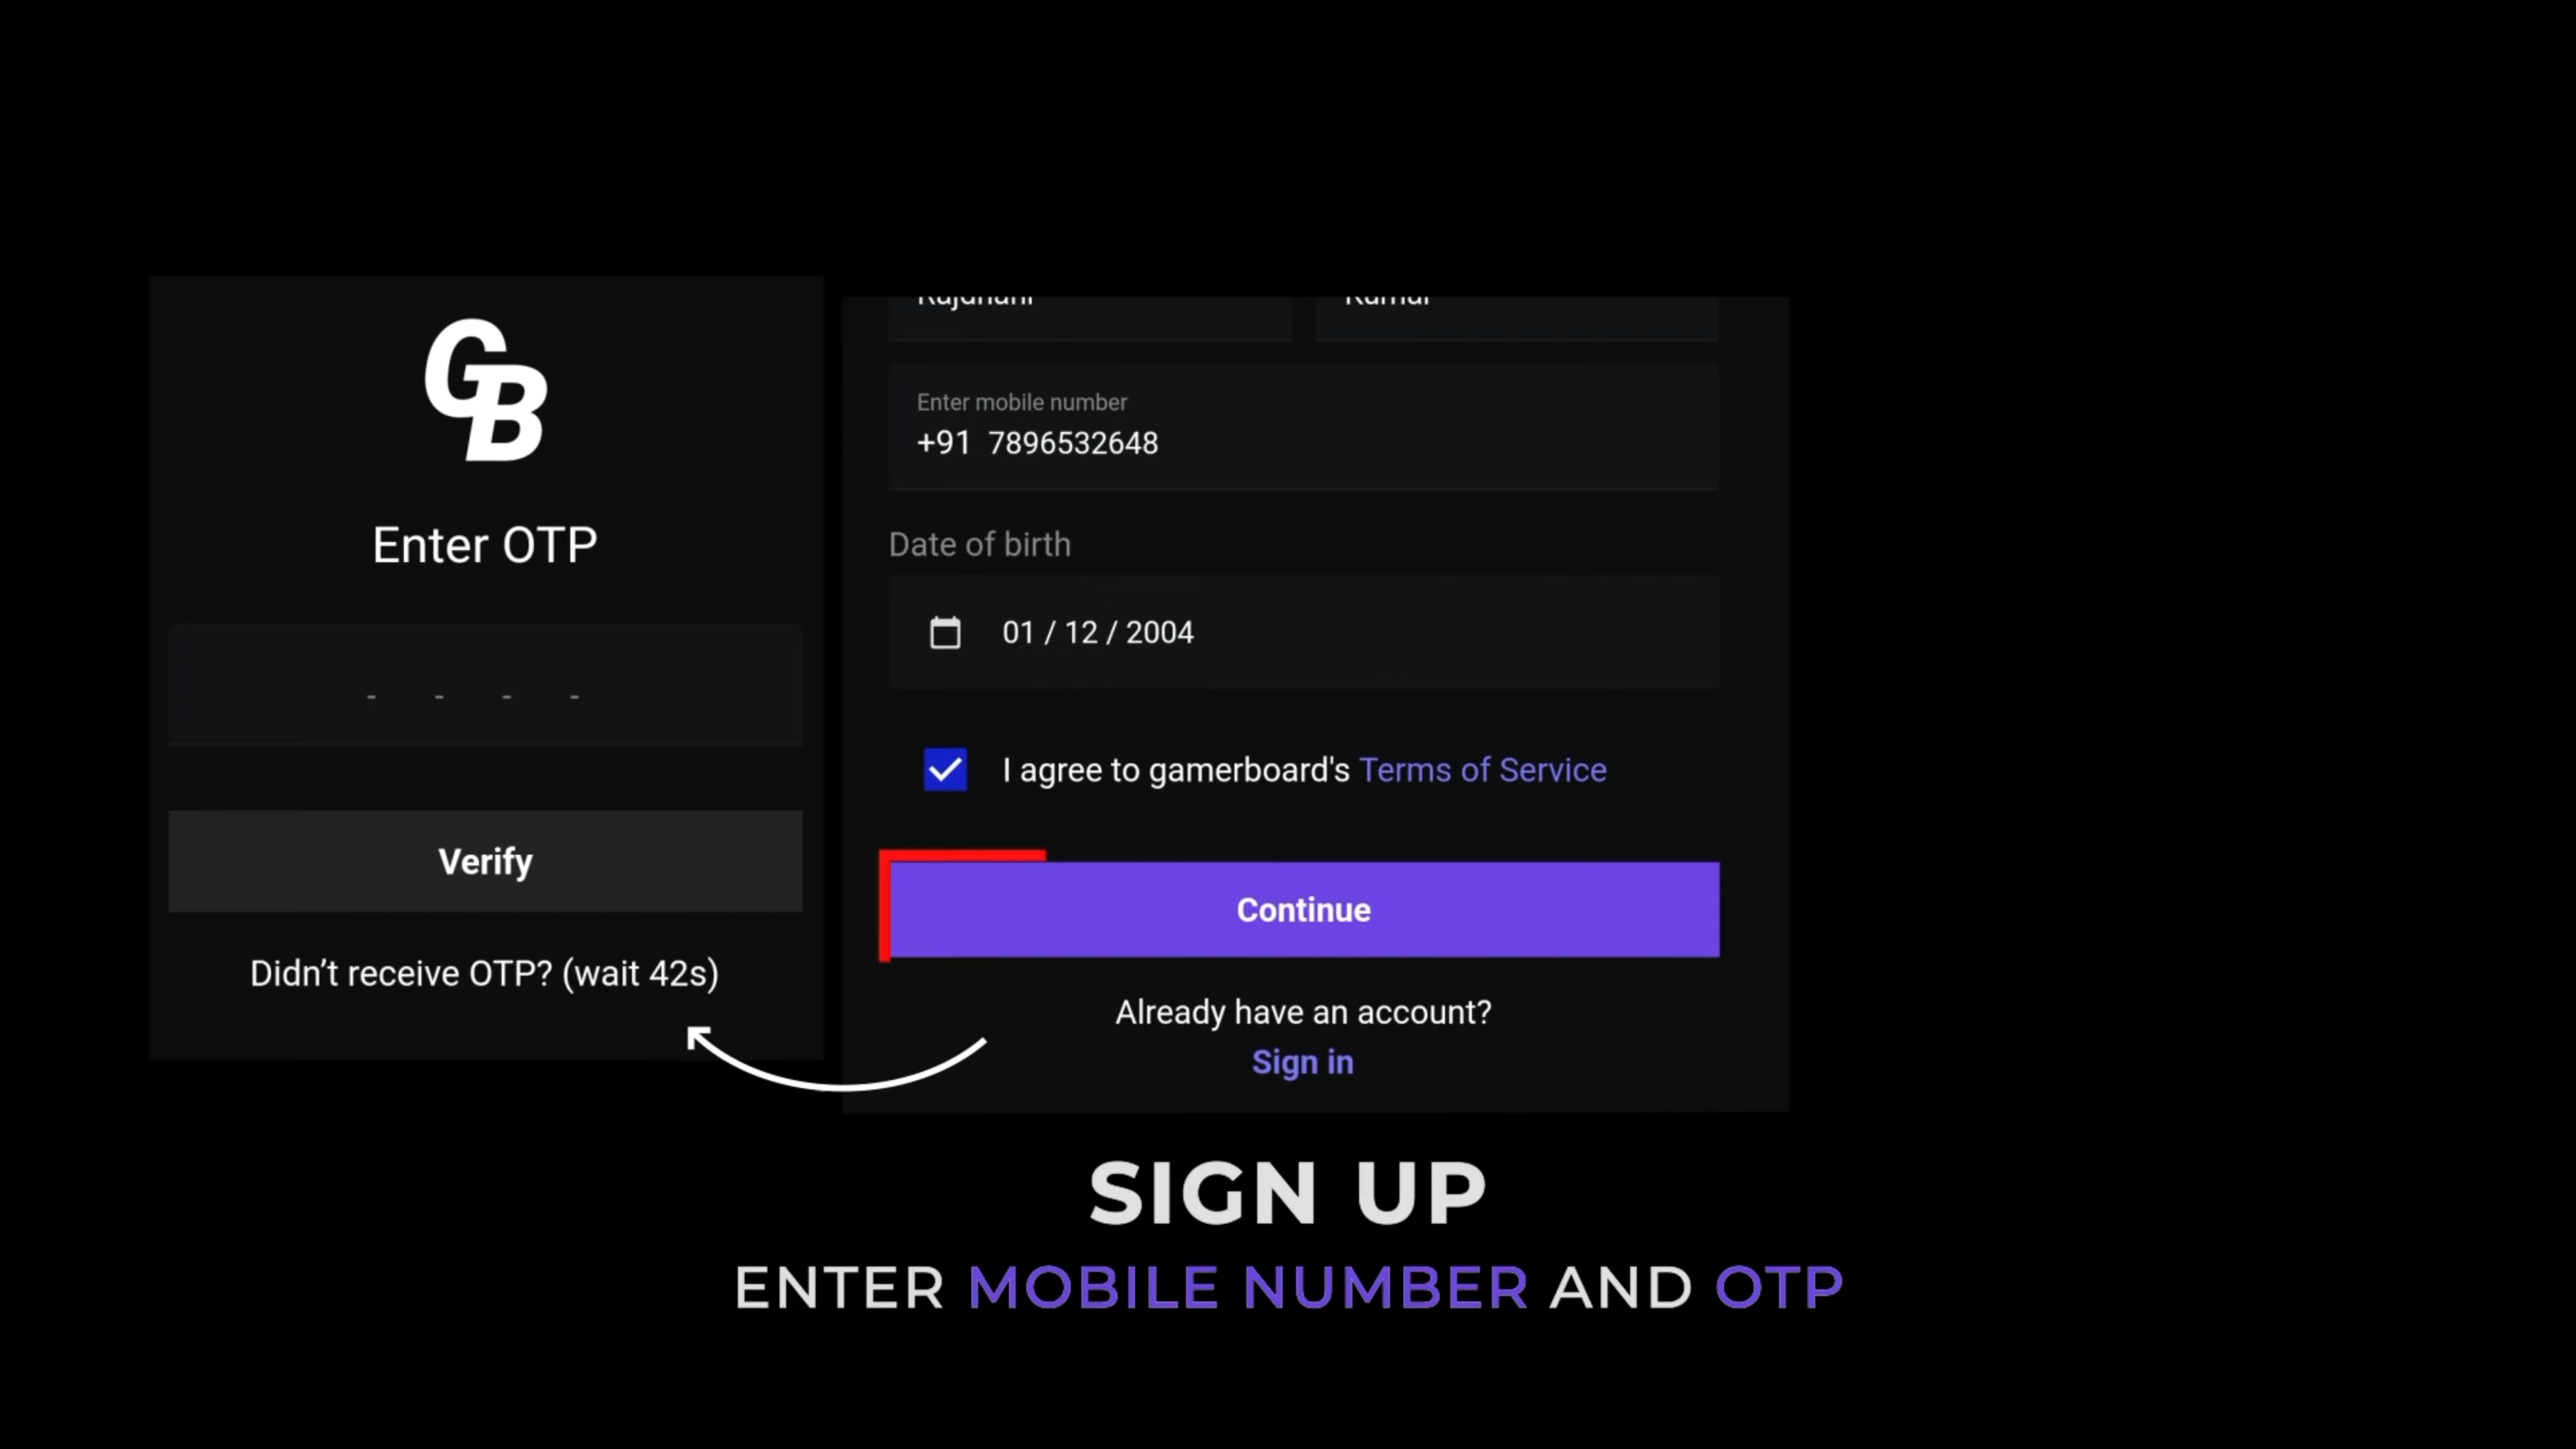 GB
Enter OTP
- - - -
Verify
Didn't receive OTP? (wait 42s)
Kumar
Enter mobile number
+91 7896532648
Date of birth
01 / 12 / 2004
I agree to gamerboard's Terms of Service
Continue
Already have an account?
Sign in
SIGN UP
ENTER MOBILE NUMBER AND OTP